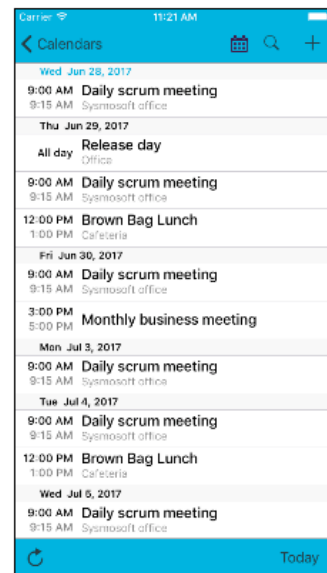 Carrier 11:21 AM
Calendars
Wed Jun 28, 2017
9:00 AM Daily scrum meeting
9:15 AM Sysmosoft office
Thu Jun 29, 2017
All day Release day
Office
9:00 AM Daily scrum meeting
9:15 AM Sysmosoft office
12:00 PM Brown Bag Lunch
1:00 PM Cafeteria
Fri Jun 30, 2017
9:00 AM Daily scrum meeting
9:15 AM Sysmosoft office
3:00 PM Monthly business meeting
5:00 PM
Mon Jul 3, 2017
9:00 AM Daily scrum meeting
9:15 AM Sysmosoft office
Tue Jul 4, 2017
9:00 AM Daily scrum meeting
9:15 AM Sysmosoft office
12:00 PM Brown Bag Lunch
1:00 PM Cafeteria
Wed Jul 5, 2017
9:00 AM Daily scrum meeting
9:15 AM Sysmosoft office
Today